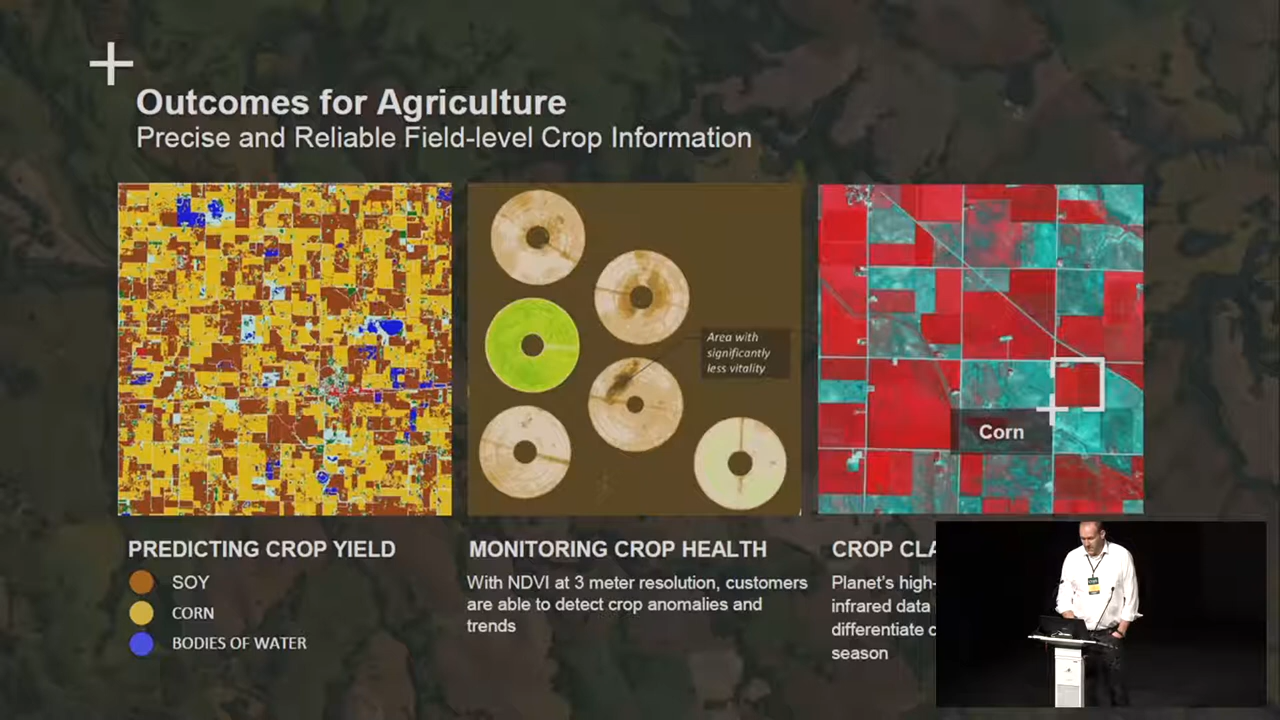 Outcomes for Agriculture
Precise and Reliable Field-level Crop Information
Area with
significantly
less vitality
Corn
PREDICTING CROP YIELD
SOY
CORN
BODIES OF WATER
MONITORING CROP HEALTH
With NDVI at 3 meter resolution, customers
are able to detect crop anomalies and
trends
CROP CLA
Planet's high-
infrared data
differentiate
season